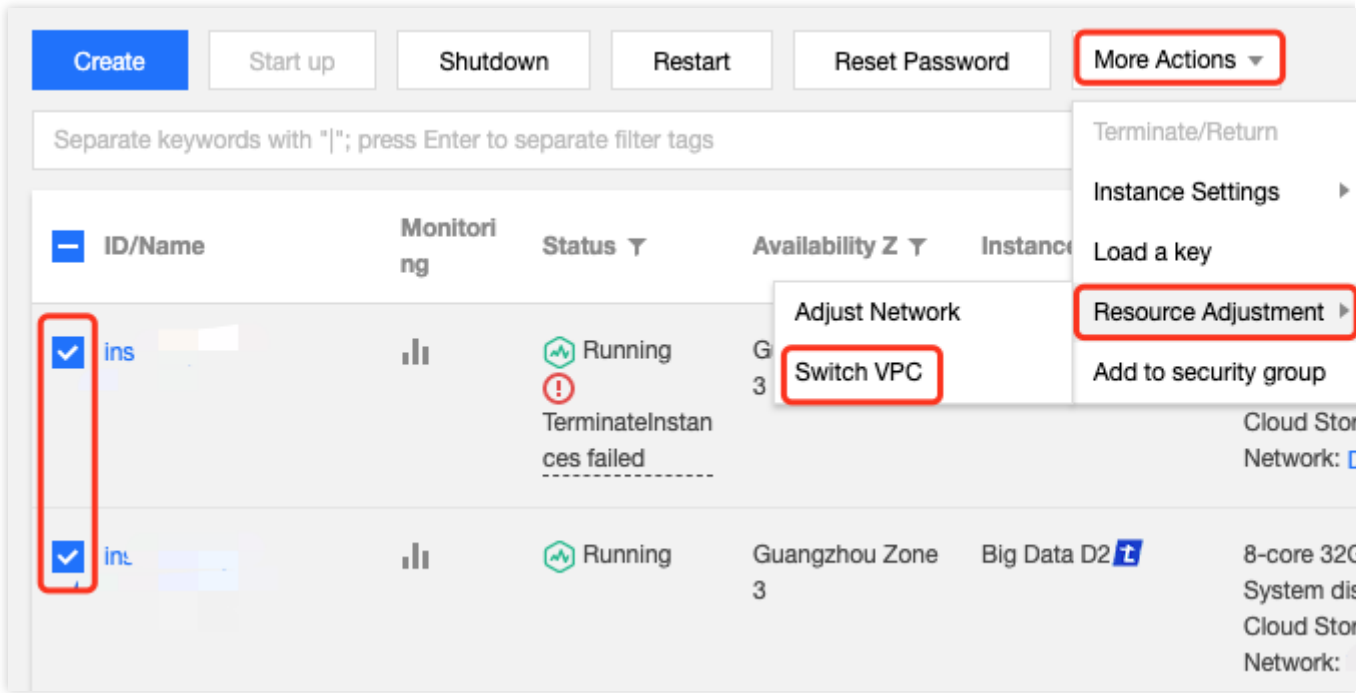 Create
Start up
Shutdown
Restart
Reset Password
More Actions
Separate keywords with "|"; press Enter to separate filter tags
Terminate/Return
Instance Settings
Load a key
Resource Adjustment
Add to security group
Adjust Network
Switch VPC
ID/Name
Monitori
ng
Status
Availability Z
Instance
ins
Running
TerminateInstan
ces failed
G
3
Cloud Stor
Network:
ins
Running
Guangzhou Zone
3
Big Data D2
8-core 32G
System dis
Cloud Stor
Network: